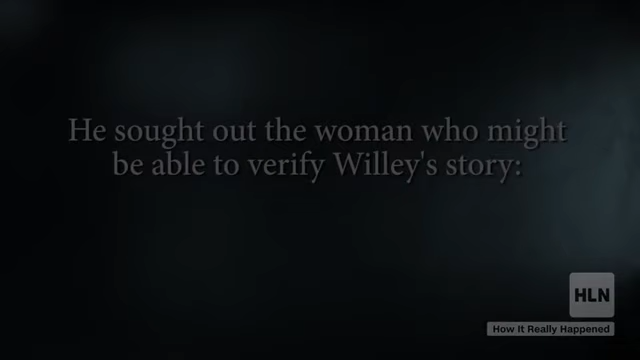 He sought out the woman who might
be able to verify Willey's story:
HLN
How It Really Happened